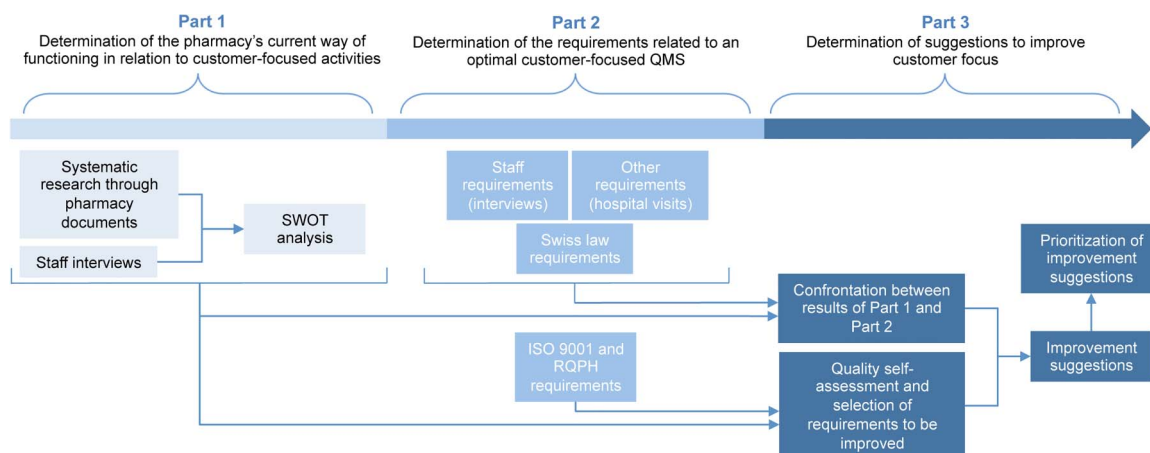 Part 1
Determination of the pharmacy's current way of
functioning in relation to customer-focused activities
Part 2
Determination of the requirements related to an
optimal customer-focused QMS
Part 3
Determination of suggestions to improve
customer focus
Systematic
research through
pharmacy
documents
Staff interviews
SWOT
analysis
Staff
requirements
(interviews)
Other
requirements
(hospital visits)
Swiss law
requirements
ISO 9001 and
RQPH
requirements
Confrontation between
results of Part 1 and
Part 2
Quality self-
assessment and
selection of
requirements to be
improved
Prioritization of
improvement
suggestions
Improvement
suggestions